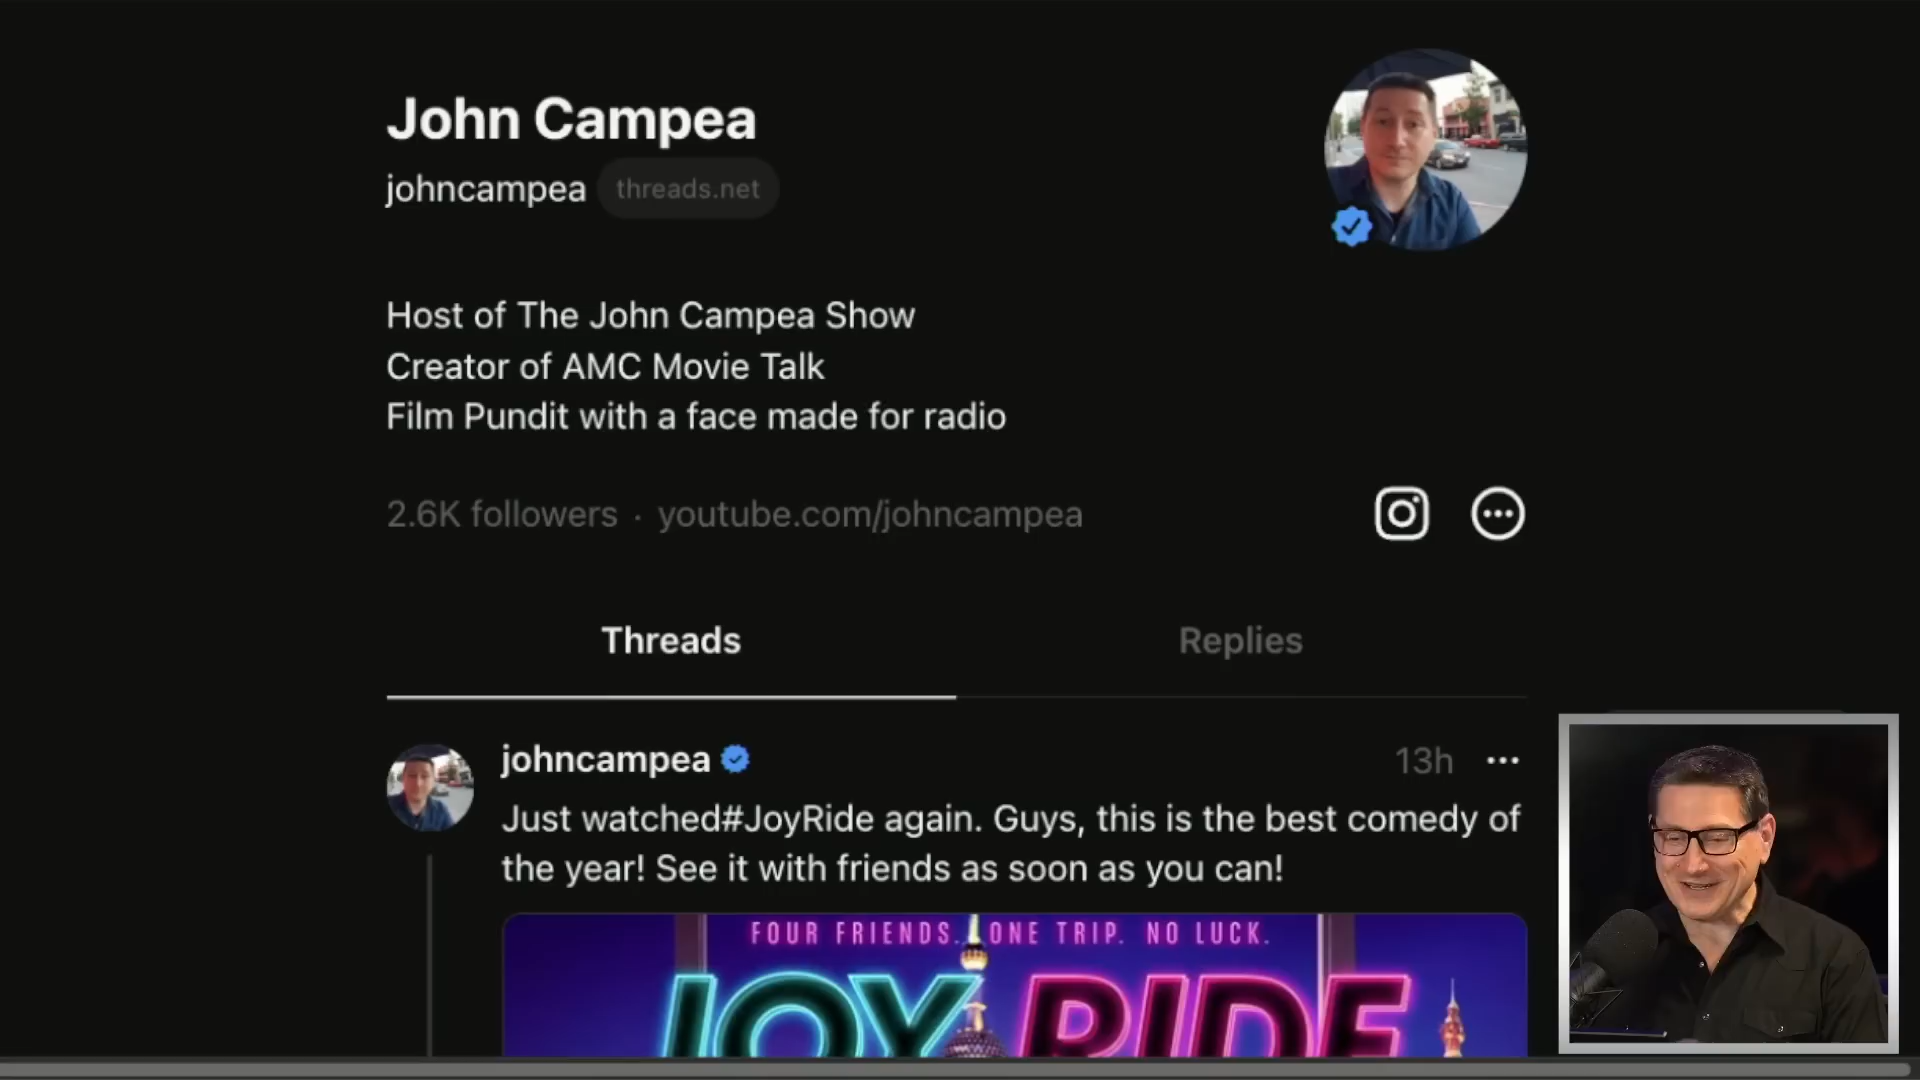 John Campea
johncampea threads.net
Host of The John Campea Show
Creator of AMC Movie Talk
Film Pundit with a face made for radio
2.6K followers · youtube.com/johncampea
Threads Replies
johncampea 13h
Just watched#JoyRide again. Guys, this is the best comedy of
the year! See it with friends as soon as you can!
FOUR FRIENDS. ONE TRIP. NO LUCK.
JOY RIDE